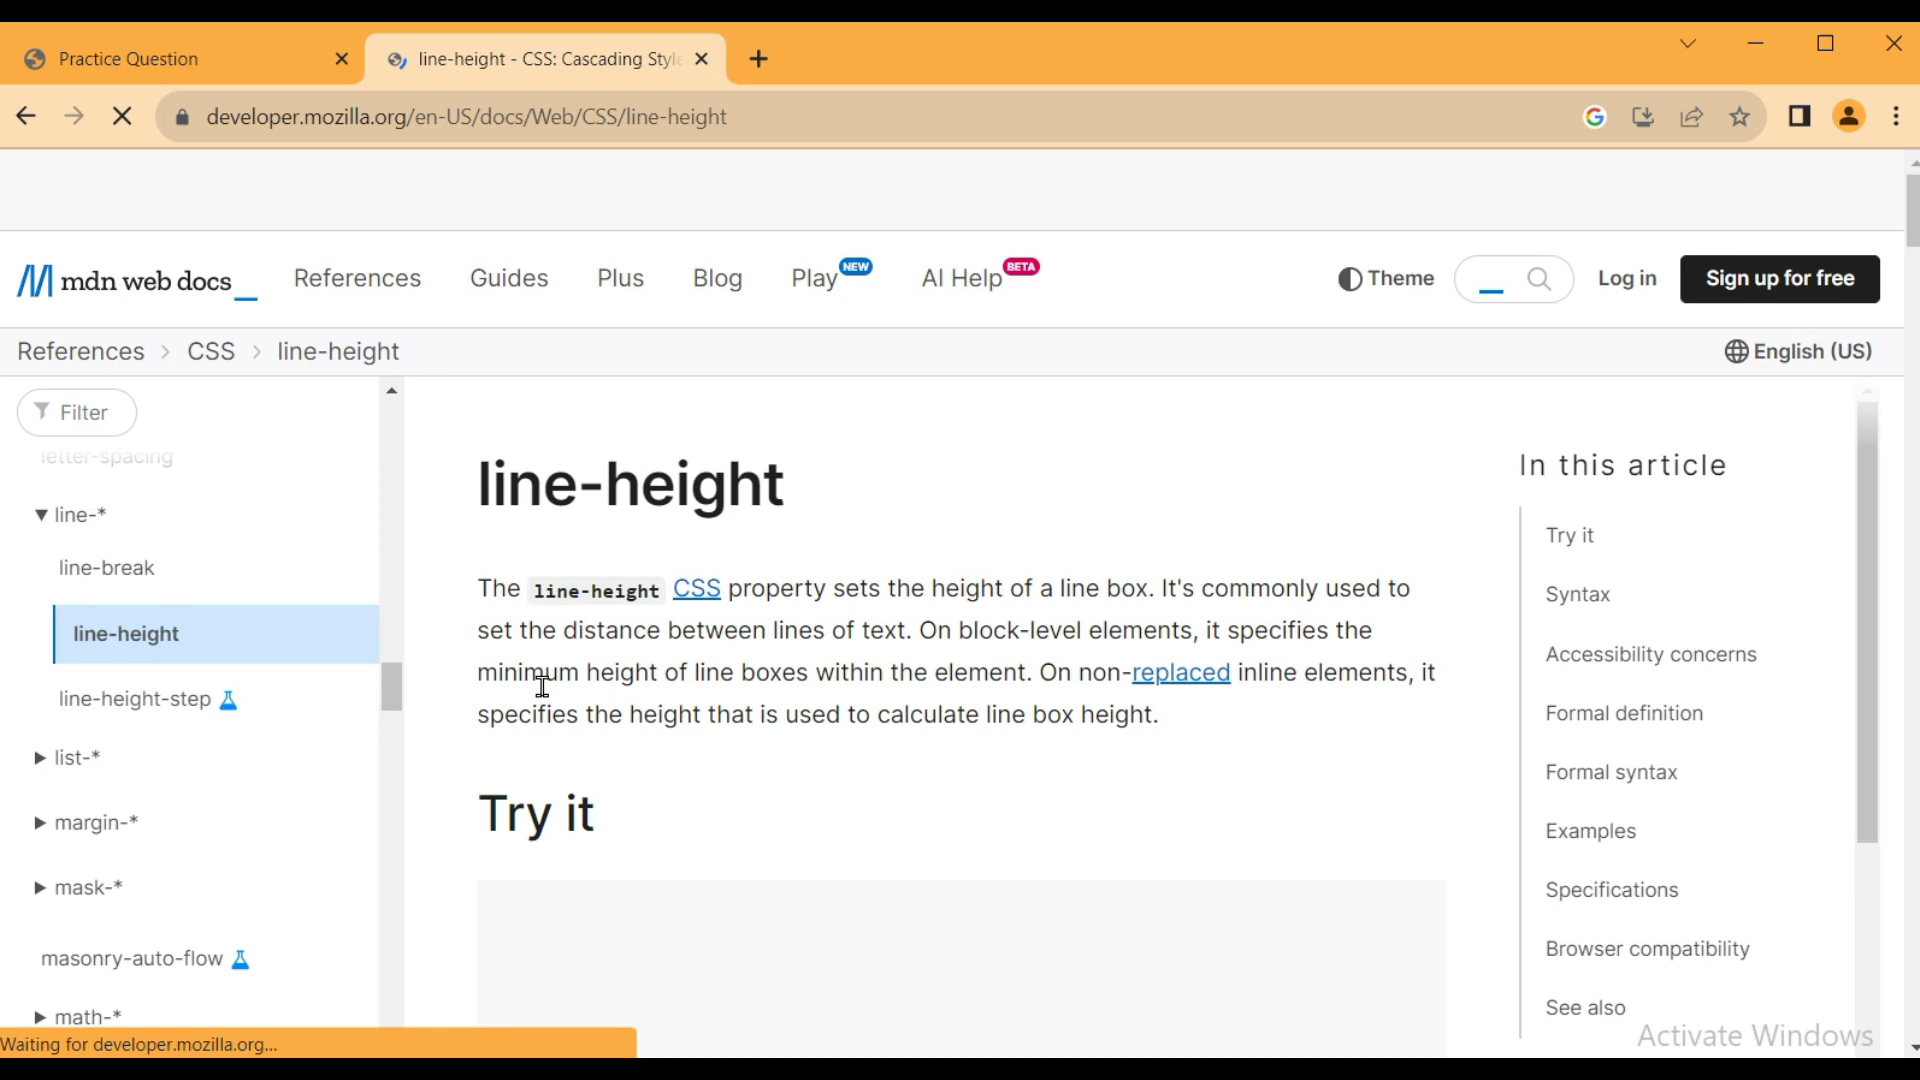 Practice Question
line-height - CSS: Cascading Style
developer.mozilla.org/en-US/docs/Web/CSS/line-height
mdn web docs_
References Guides Plus Blog Play NEW AI Help BETA
Theme
Log in
Sign up for free
References > CSS > line-height
English (US)
Filter
letter-spacing
line-*
line-break
line-height
line-height-step
list-*
margin-*
mask-*
masonry-auto-flow
math-*
line-height
The line-height CSS property sets the height of a line box. It's commonly used to
set the distance between lines of text. On block-level elements, it specifies the
minimum height of line boxes within the element. On non-replaced inline elements, it
specifies the height that is used to calculate line box height.
Try it
In this article
Try it
Syntax
Accessibility concerns
Formal definition
Formal syntax
Examples
Specifications
Browser compatibility
See also
Activate Windows
Waiting for developer.mozilla.org...